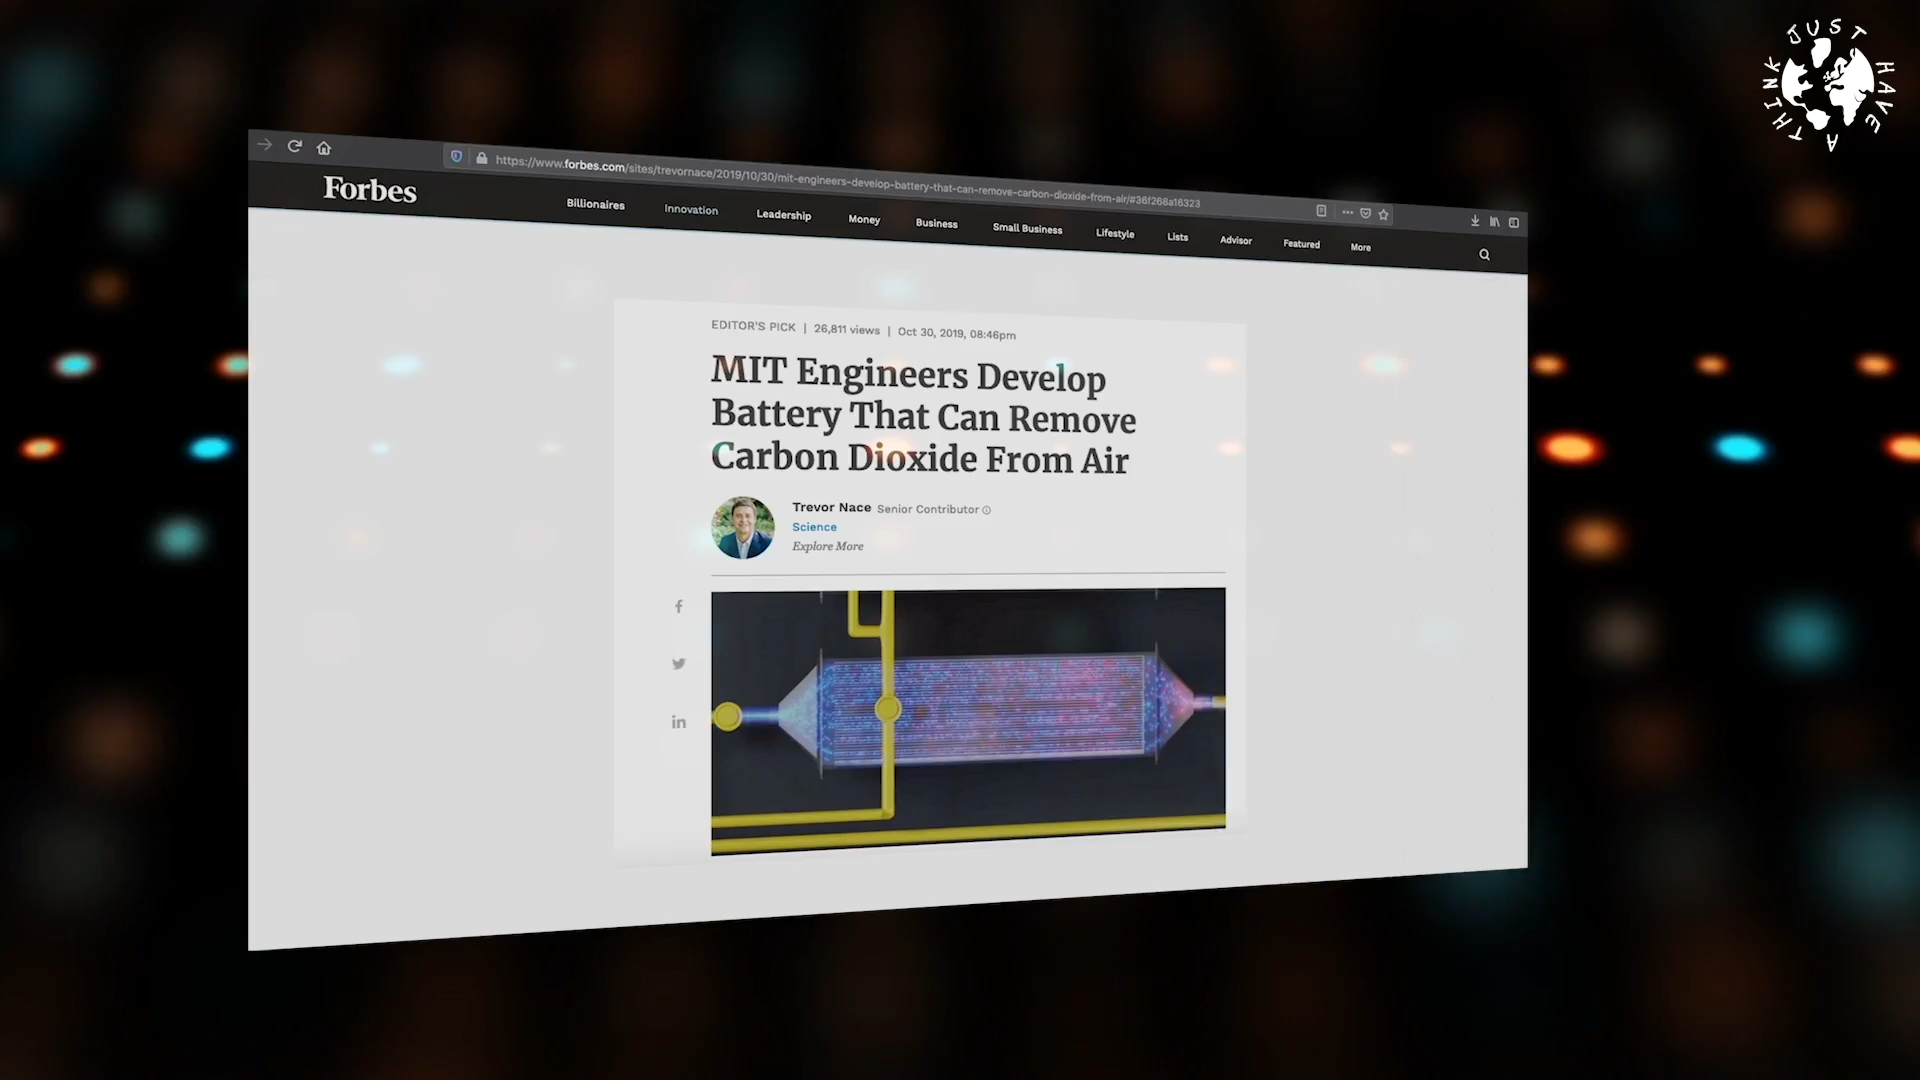 JUST HAVE A THINK
https://www.forbes.com/sites/trevornace/2019/10/30/mit-engineers-develop-battery-that-can-remove-carbon-dioxide-from-air/#36f268a16323
Forbes
Billionaires Innovation Leadership Money Business Small Business Lifestyle Lists Advisor Featured More
EDITOR'S PICK | 26,811 views | Oct 30, 2019, 08:46pm
MIT Engineers Develop
Battery That Can Remove
Carbon Dioxide From Air
Trevor Nace Senior Contributor
Science
Explore More